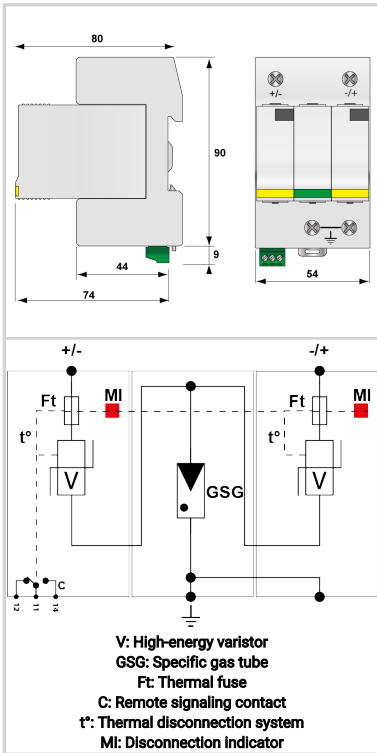 80
+/-
-/+
90
9
44
54
74
+/-
-/+
Ft
MI
Ft
MI
t°
t°
V
GSG
V
C
12
11
14
V: High-energy varistor
GSG: Specific gas tube
Ft: Thermal fuse
C: Remote signaling contact
t°: Thermal disconnection system
MI: Disconnection indicator